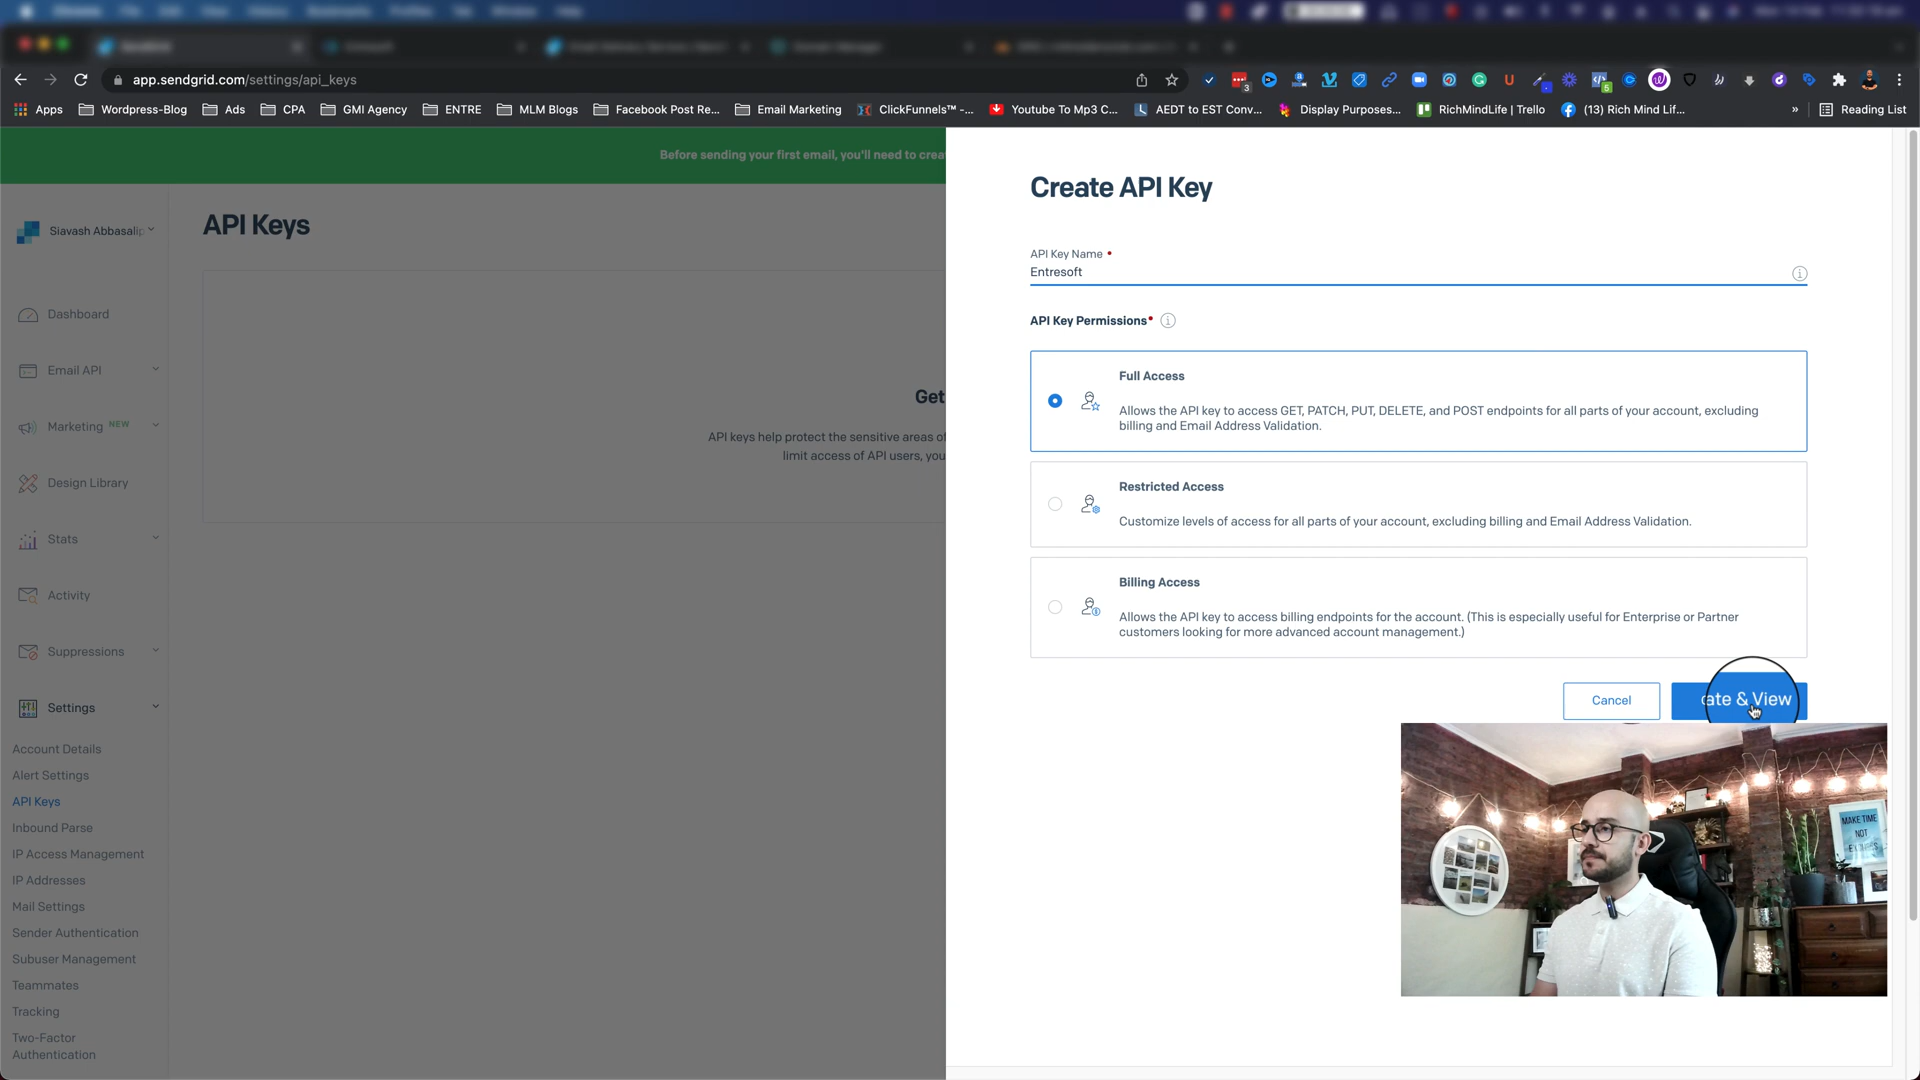 app.sendgrid.com/settings/api_keys
3
5
Apps
Wordpress-Blog
Ads
CPA
GMI Agency
ENTRE
MLM Blogs
Facebook Post Re...
Email Marketing
ClickFunnels™ -...
Youtube To Mp3 C...
AEDT to EST Conv...
Display Purposes...
RichMindLife | Trello
(13) Rich Mind Lif...
»
Reading List
Before sending your first email, you'll need to crea
Siavash Abbasalip
Dashboard
Email API
Marketing NEW
Design Library
Stats
Activity
Suppressions
Settings
Account Details
Alert Settings
API Keys
Inbound Parse
IP Access Management
IP Addresses
Mail Settings
Sender Authentication
Subuser Management
Teammates
Tracking
Two-Factor
Authentication
API Keys
Get
API keys help protect the sensitive areas of
limit access of API users, you
Create API Key
API Key Name •
Entresoft
API Key Permissions•
Full Access
Allows the API key to access GET, PATCH, PUT, DELETE, and POST endpoints for all parts of your account, excluding
billing and Email Address Validation.
Restricted Access
Customize levels of access for all parts of your account, excluding billing and Email Address Validation.
Billing Access
Allows the API key to access billing endpoints for the account. (This is especially useful for Enterprise or Partner
customers looking for more advanced account management.)
Cancel
ate & View
MAKE TIME
NOT